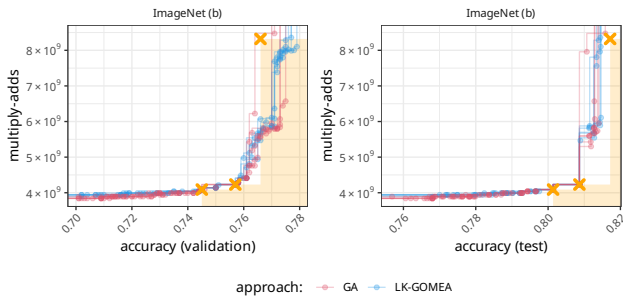 ImageNet (b)
ImageNet (b)
multiply-adds
8 × 10⁹
7 × 10⁹
6 × 10⁹
5 × 10⁹
4 × 10⁹
0.70
0.72
0.74
0.76
0.78
accuracy (validation)
multiply-adds
8 × 10⁹
7 × 10⁹
6 × 10⁹
5 × 10⁹
4 × 10⁹
0.76
0.78
0.80
0.82
accuracy (test)
approach: GA LK-GOMEA